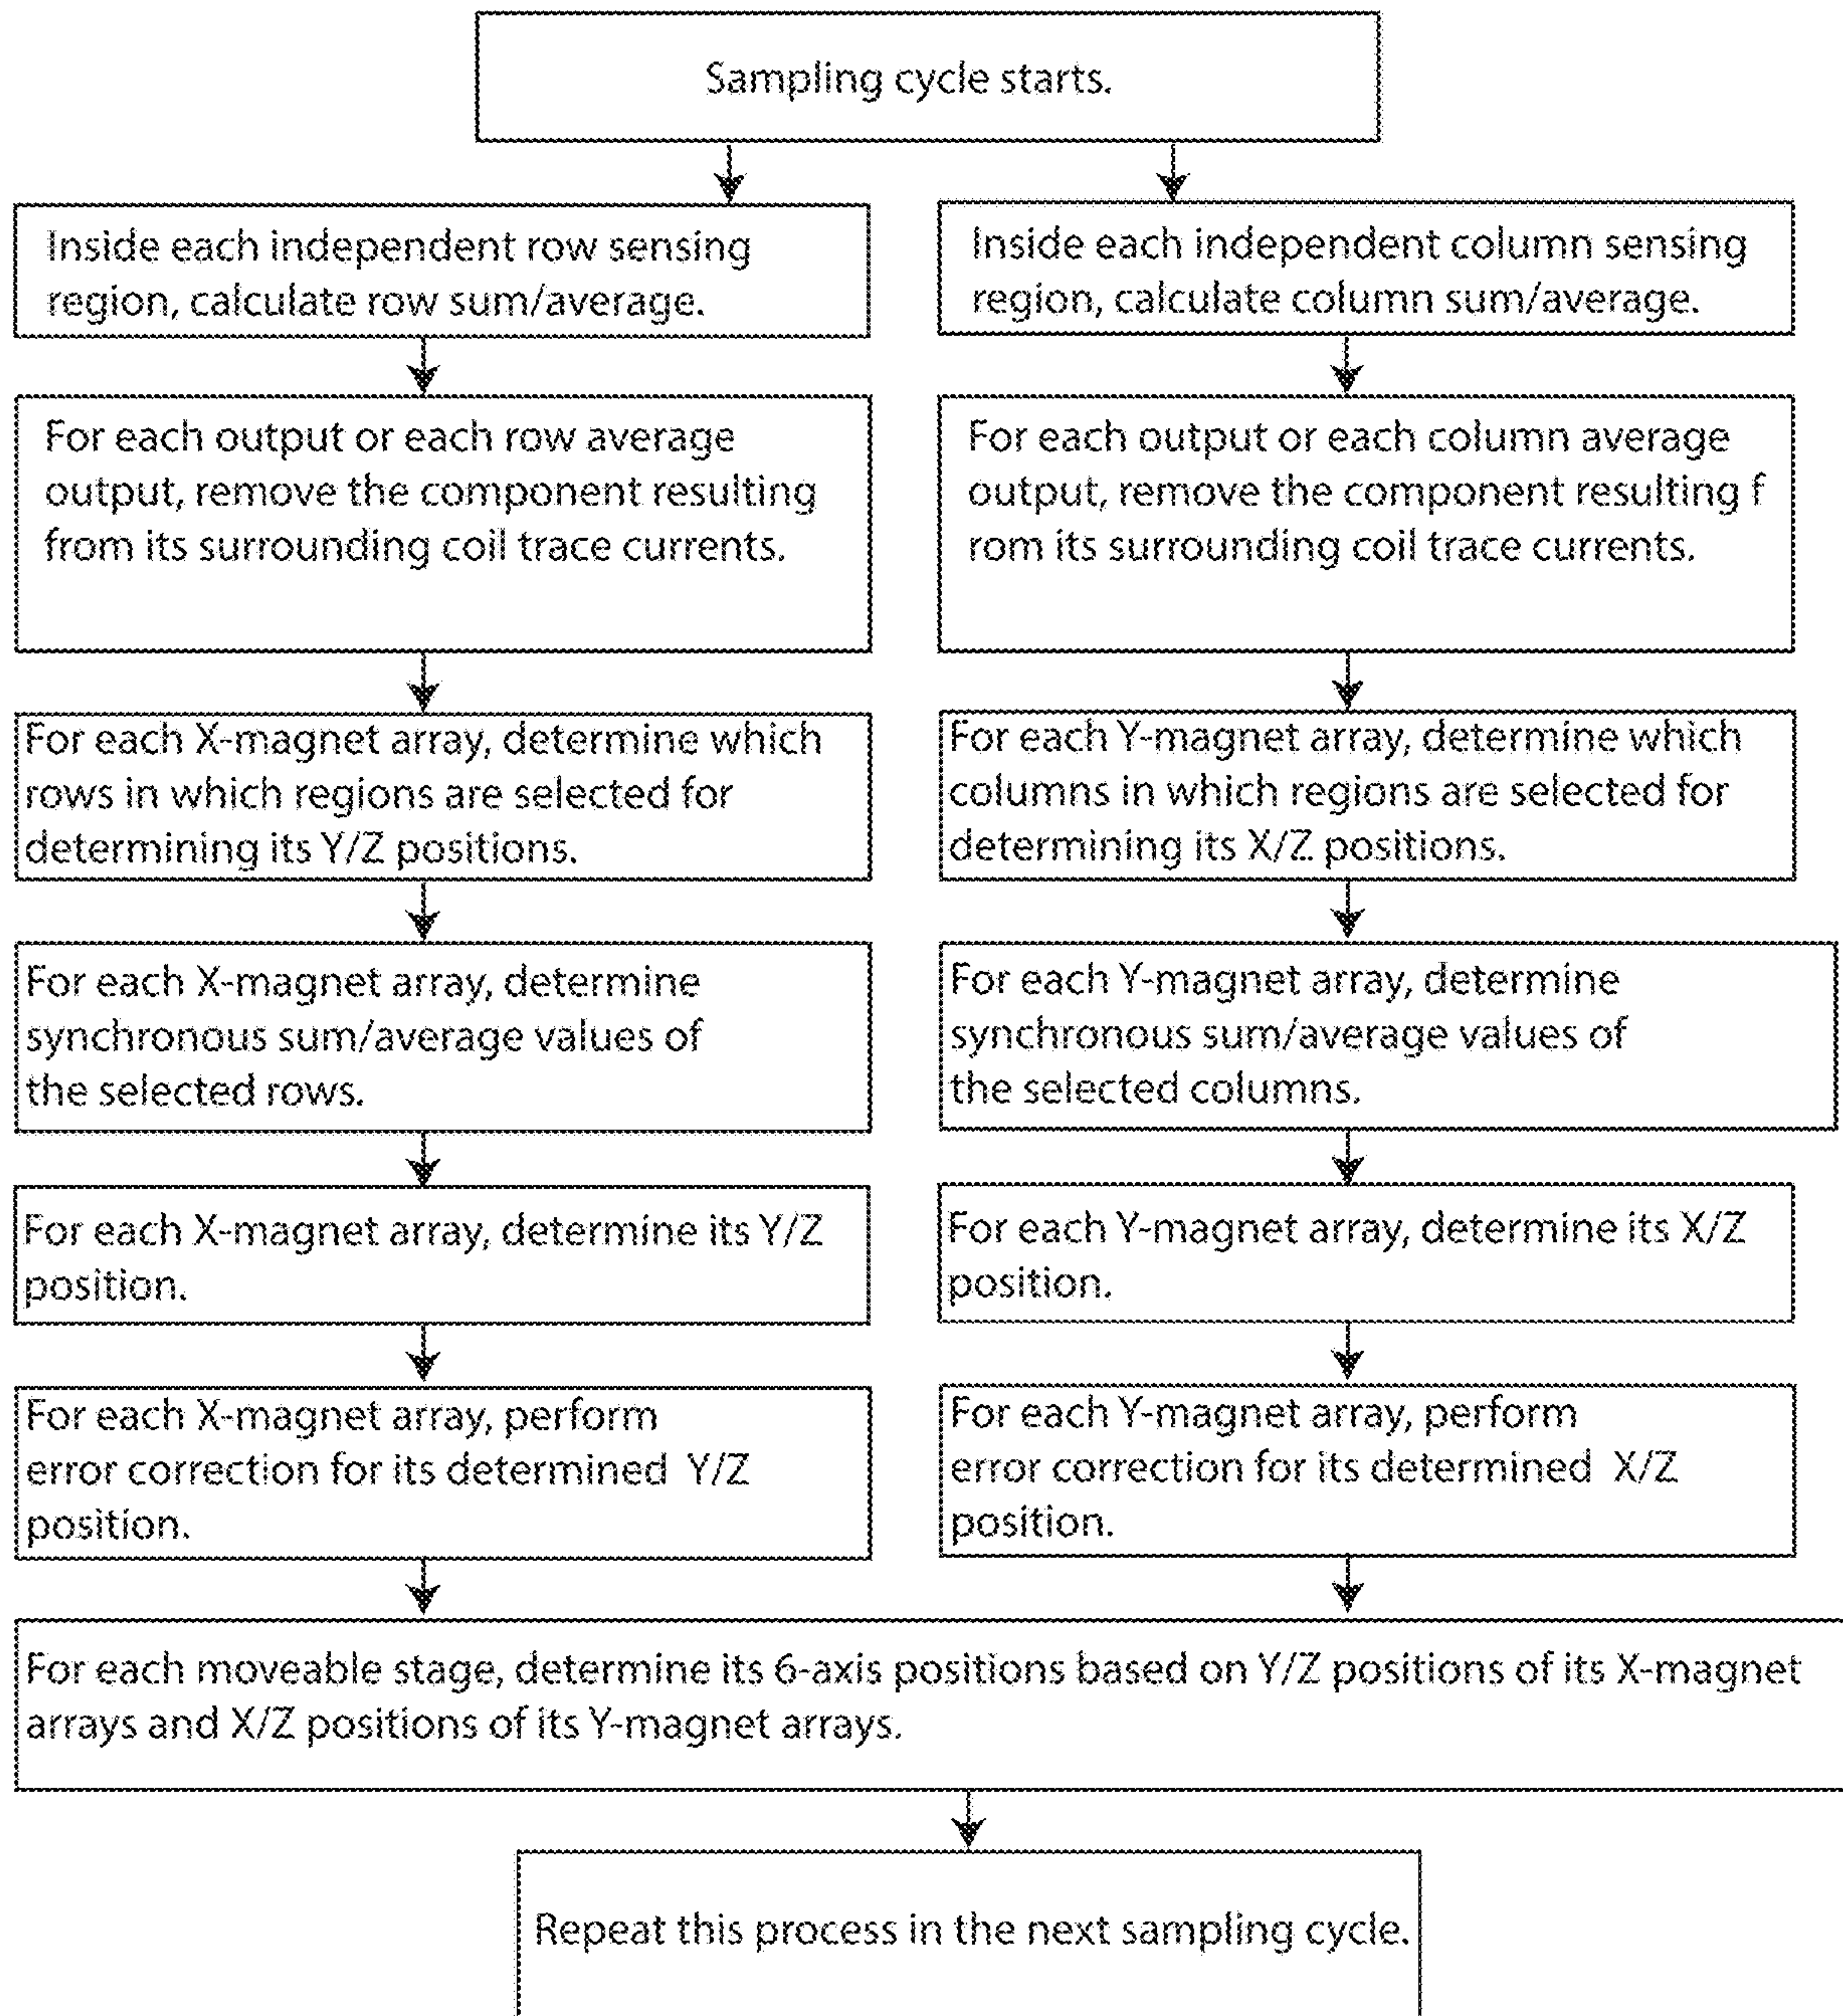 Sampling cycle starts.
Inside each independent row sensing
region, calculate row sum/average.
Inside each independent column sensing
region, calculate column sum/average.
For each output or each row average
output, remove the component resulting
from its surrounding coil trace currents.
For each output or each column average
output, remove the component resulting f
rom its surrounding coil trace currents.
For each X-magnet array, determine which
rows in which regions are selected for
determining its Y/Z positions.
For each Y-magnet array, determine which
columns in which regions are selected for
determining its X/Z positions.
For each X-magnet array, determine
synchronous sum/average values of
the selected rows.
For each Y-magnet array, determine
synchronous sum/average values of
the selected columns.
For each X-magnet array, determine its Y/Z
position.
For each Y-magnet array, determine its X/Z
position.
For each X-magnet array, perform
error correction for its determined Y/Z
position.
For each Y-magnet array, perform
error correction for its determined X/Z
position.
For each moveable stage, determine its 6-axis positions based on Y/Z positions of its X-magnet
arrays and X/Z positions of its Y-magnet arrays.
Repeat this process in the next sampling cycle.